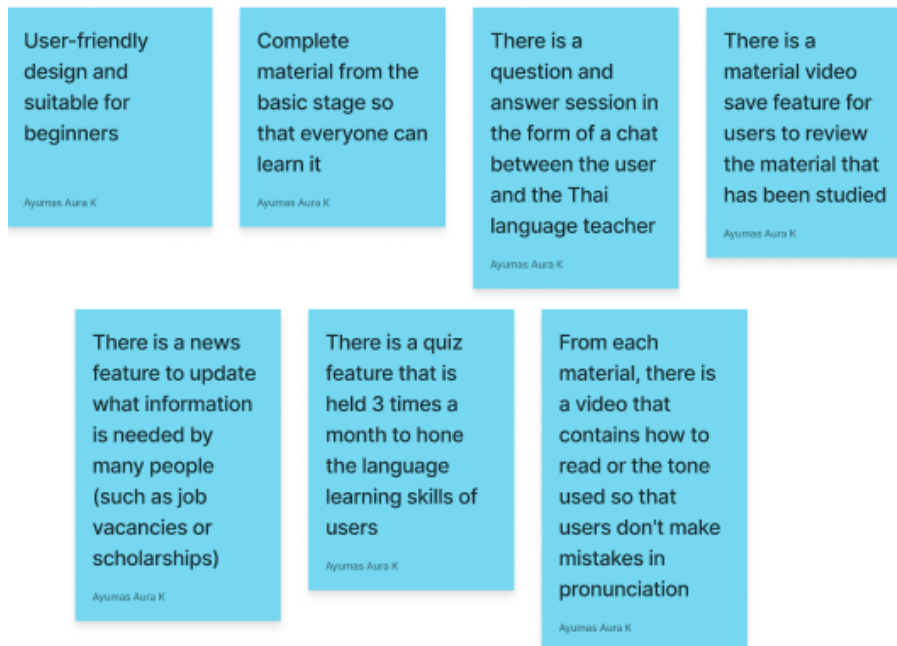 User-friendly
design and
suitable for
beginners
Ayumas Aura K
Complete
material from the
basic stage so
that everyone can
learn it
Ayumas Aura K
There is a
question and
answer session in
the form of a chat
between the user
and the Thai
language teacher
Ayumas Aura K
There is a
material video
save feature for
users to review
the material that
has been studied
Ayumas Aura K
There is a news
feature to update
what information
is needed by
many people
(such as job
vacancies or
scholarships)
Ayumas Aura K
There is a quiz
feature that is
held 3 times a
month to hone
the language
learning skills of
users
Ayumas Aura K
From each
material, there is
a video that
contains how to
read or the tone
used so that
users don't make
mistakes in
pronunciation
Ayumas Aura K